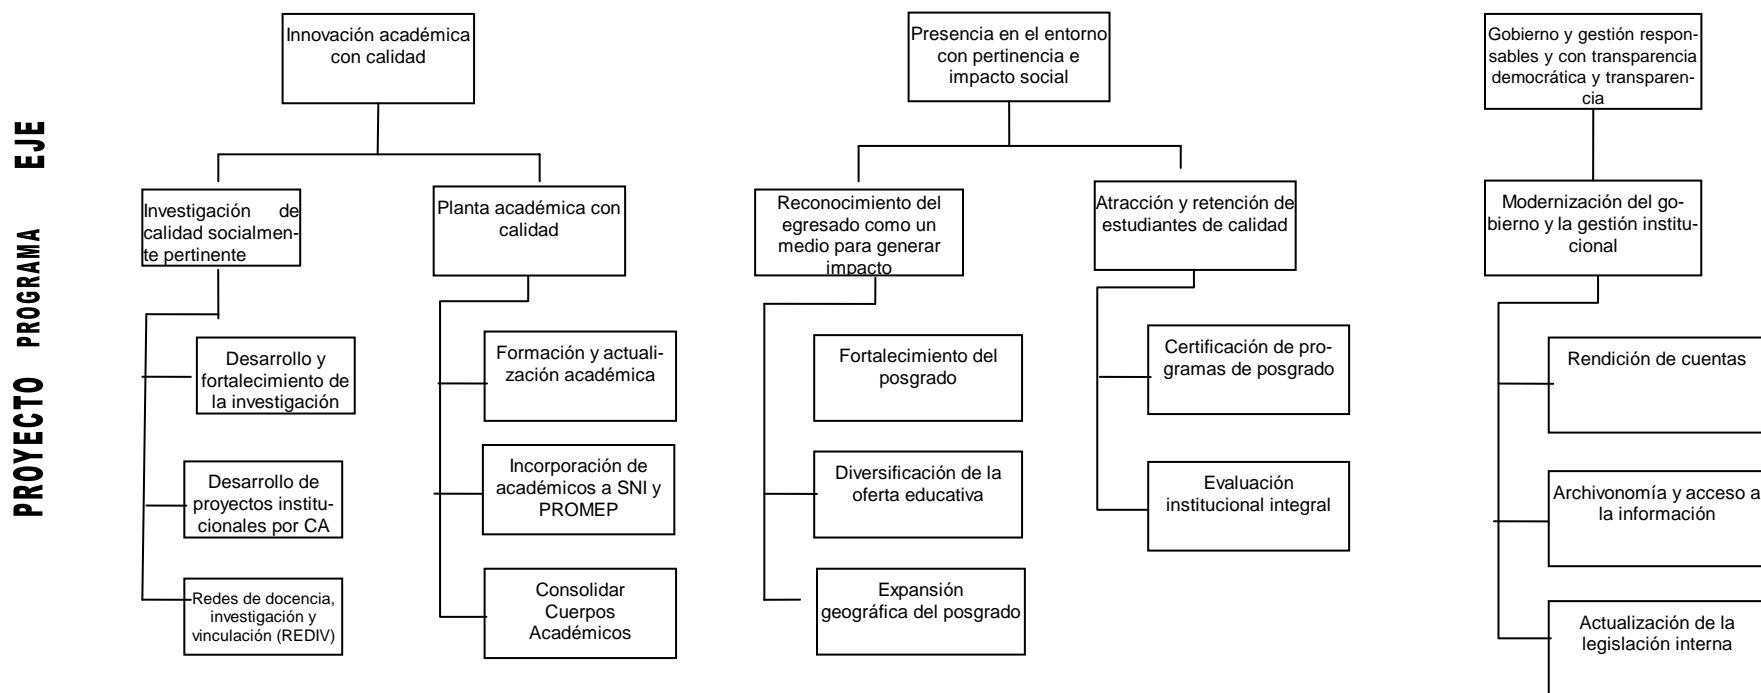 EJE
Innovación académica
con calidad
Presencia en el entorno
con pertinencia e
impacto social
Gobierno y gestión respon-
sables y con transparencia
democrática y transparen-
cia
PROGRAMA
Investigación de
calidad socialmen-
te pertinente
Planta académica con
calidad
Reconocimiento del
egresado como un
medio para generar
impacto
Atracción y retención de
estudiantes de calidad
Modernización del go-
bierno y la gestión institu-
cional
PROYECTO
Desarrollo y
fortalecimiento de
la investigación
Formación y actuali-
zación académica
Fortalecimiento del
posgrado
Certificación de pro-
gramas de posgrado
Rendición de cuentas
Desarrollo de
proyectos institu-
cionales por CA
Incorporación de
académicos a SNI y
PROMEP
Diversificación de la
oferta educativa
Evaluación
institucional integral
Archivonomía y acceso a
la información
Redes de docencia,
investigación y
vinculación (REDIV)
Consolidar
Cuerpos
Académicos
Expansión
geográfica del posgrado
Actualización de la
legislación interna